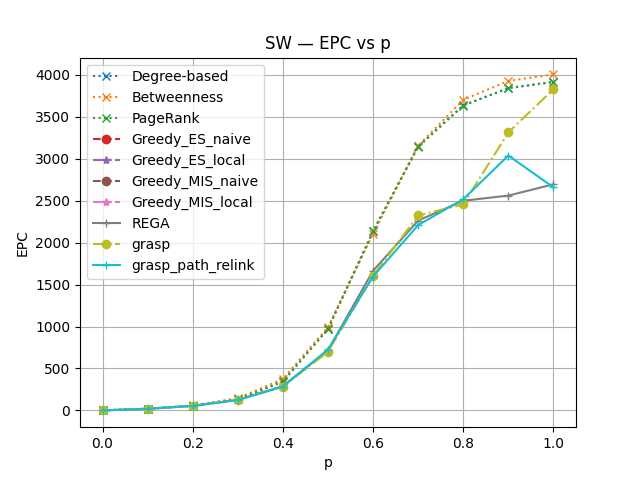 SW — EPC vs p
Degree-based
Betweenness
PageRank
Greedy_ES_naive
Greedy_ES_local
Greedy_MIS_naive
Greedy_MIS_local
REGA
grasp
grasp_path_relink
EPC
4000
3500
3000
2500
2000
1500
1000
500
0
0.0 0.2 0.4 0.6 0.8 1.0
p